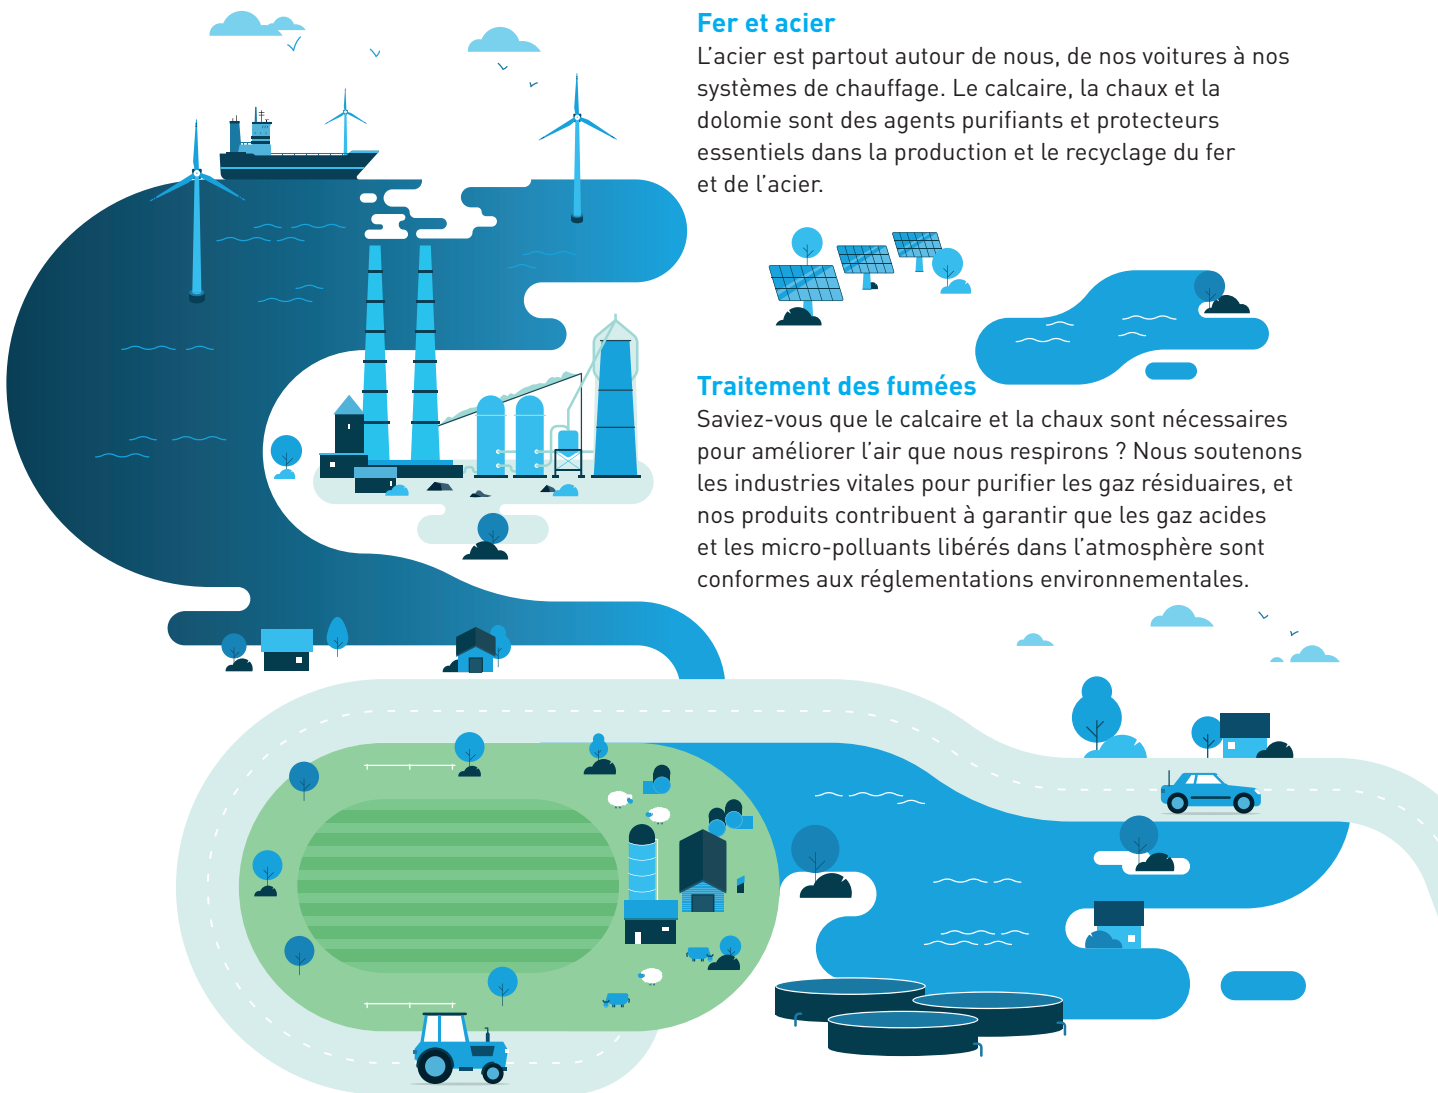 Fer et acier
L’acier est partout autour de nous, de nos voitures à nos
systèmes de chauffage. Le calcaire, la chaux et la
dolomie sont des agents purifiants et protecteurs
essentiels dans la production et le recyclage du fer
et de l’acier.
Traitement des fumées
Saviez-vous que le calcaire et la chaux sont nécessaires
pour améliorer l’air que nous respirons ? Nous soutenons
les industries vitales pour purifier les gaz résiduaires, et
nos produits contribuent à garantir que les gaz acides
et les micro-polluants libérés dans l’atmosphère sont
conformes aux réglementations environnementales.